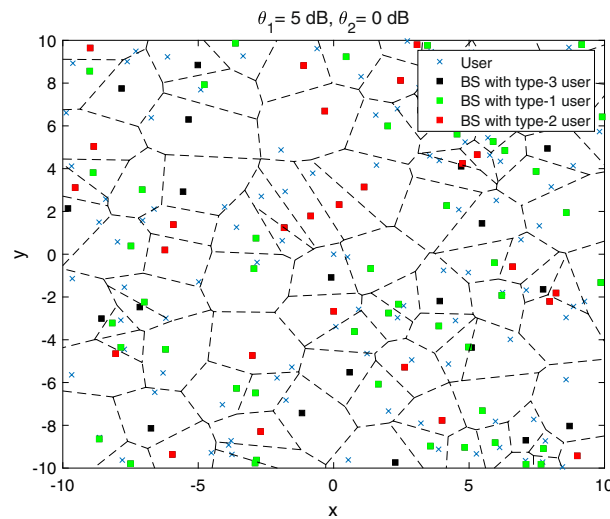 θ₁= 5 dB, θ₂= 0 dB
User
BS with type-3 user
BS with type-1 user
BS with type-2 user
10
8
6
4
2
0
-2
-4
-6
-8
-10
y
-10
-5
0
5
10
x